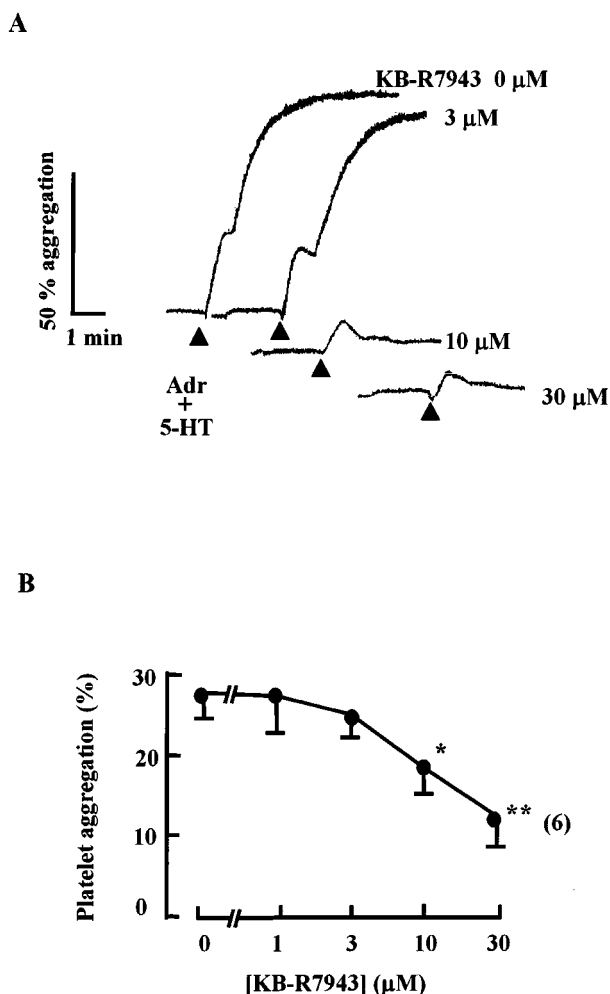 A
KB-R7943 0 µM
3 µM
50 % aggregation
1 min
10 µM
Adr
+
5-HT
30 µM
B
Platelet aggregation (%)
30
20
10
0
*
** (6)
0 1 3 10 30
[KB-R7943] (µM)